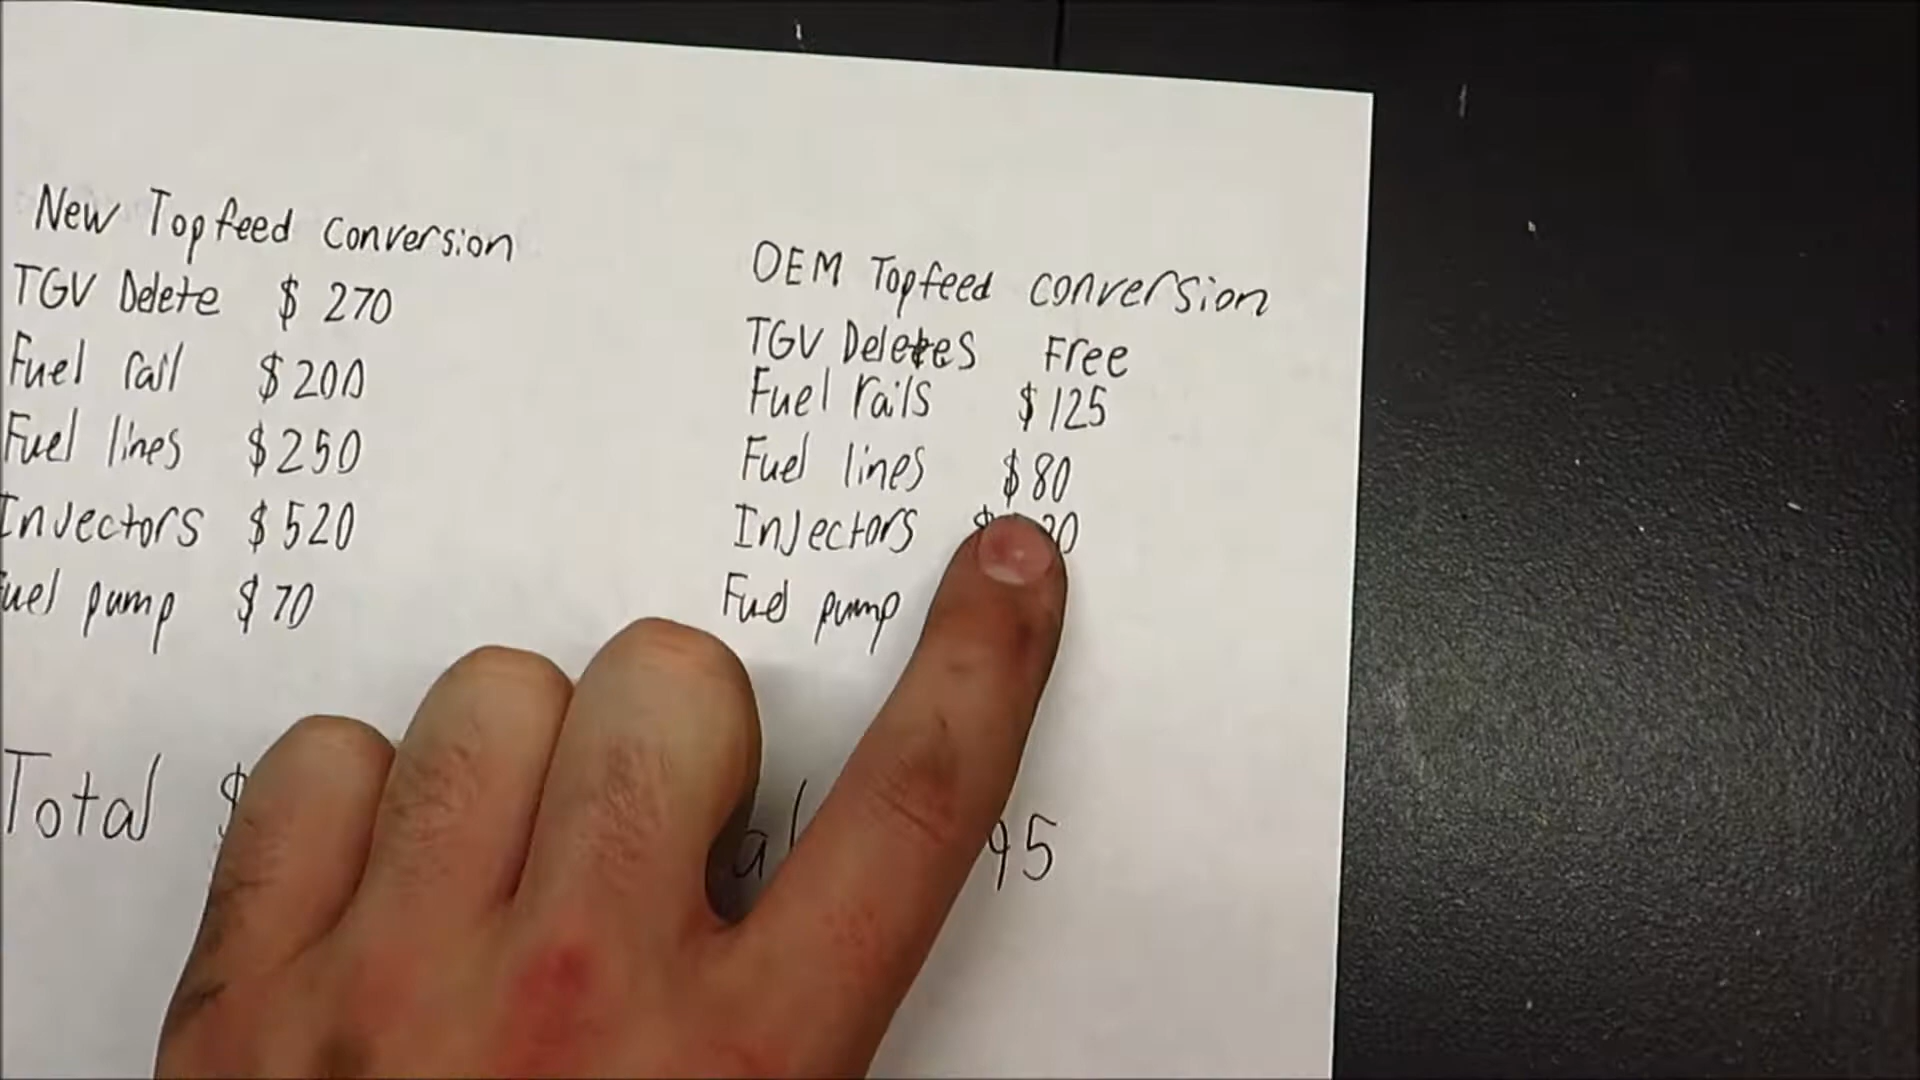 New Topfeed conversion
TGV Delete $ 270
Fuel rail $200
Fuel lines $250
Injectors $520
Fuel pump $70
Total $
OEM Topfeed conversion
TGV Deletes Free
Fuel rails $125
Fuel lines $80
Injectors
Fuel pump
95